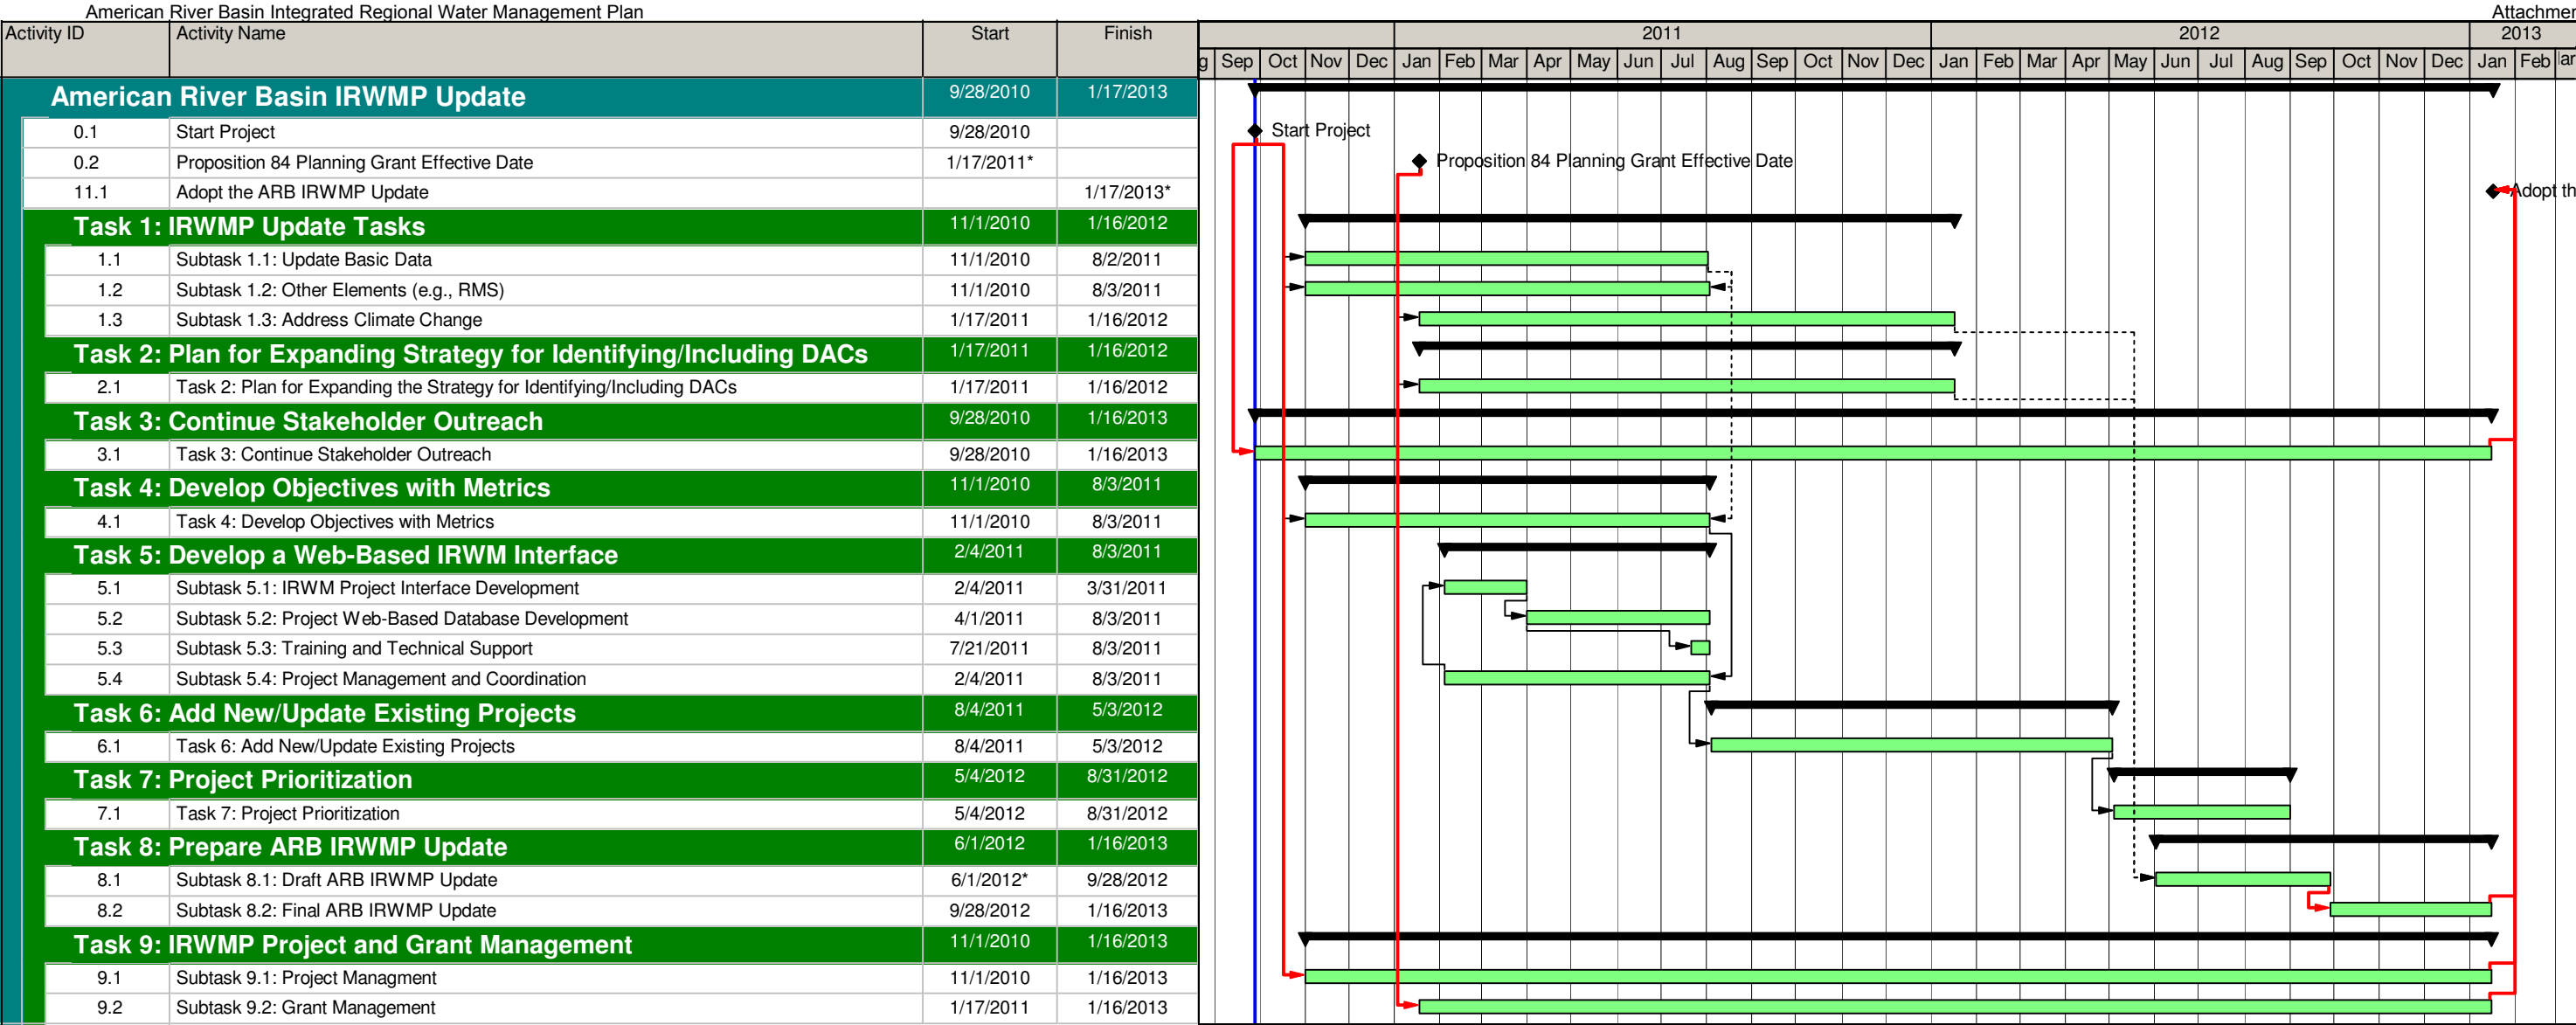 American River Basin Integrated Regional Water Management Plan
Attachmen
Activity ID Activity Name Start Finish 2011 2012 2013
g Sep Oct Nov Dec Jan Feb Mar Apr May Jun Jul Aug Sep Oct Nov Dec Jan Feb Mar Apr May Jun Jul Aug Sep Oct Nov Dec Jan Feb ar
American River Basin IRWMP Update 9/28/2010 1/17/2013
0.1 Start Project 9/28/2010 Start Project
0.2 Proposition 84 Planning Grant Effective Date 1/17/2011* Proposition 84 Planning Grant Effective Date
11.1 Adopt the ARB IRWMP Update 1/17/2013* Adopt th
Task 1: IRWMP Update Tasks 11/1/2010 1/16/2012
1.1 Subtask 1.1: Update Basic Data 11/1/2010 8/2/2011
1.2 Subtask 1.2: Other Elements (e.g., RMS) 11/1/2010 8/3/2011
1.3 Subtask 1.3: Address Climate Change 1/17/2011 1/16/2012
Task 2: Plan for Expanding Strategy for Identifying/Including DACs 1/17/2011 1/16/2012
2.1 Task 2: Plan for Expanding the Strategy for Identifying/Including DACs 1/17/2011 1/16/2012
Task 3: Continue Stakeholder Outreach 9/28/2010 1/16/2013
3.1 Task 3: Continue Stakeholder Outreach 9/28/2010 1/16/2013
Task 4: Develop Objectives with Metrics 11/1/2010 8/3/2011
4.1 Task 4: Develop Objectives with Metrics 11/1/2010 8/3/2011
Task 5: Develop a Web-Based IRWM Interface 2/4/2011 8/3/2011
5.1 Subtask 5.1: IRWM Project Interface Development 2/4/2011 3/31/2011
5.2 Subtask 5.2: Project Web-Based Database Development 4/1/2011 8/3/2011
5.3 Subtask 5.3: Training and Technical Support 7/21/2011 8/3/2011
5.4 Subtask 5.4: Project Management and Coordination 2/4/2011 8/3/2011
Task 6: Add New/Update Existing Projects 8/4/2011 5/3/2012
6.1 Task 6: Add New/Update Existing Projects 8/4/2011 5/3/2012
Task 7: Project Prioritization 5/4/2012 8/31/2012
7.1 Task 7: Project Prioritization 5/4/2012 8/31/2012
Task 8: Prepare ARB IRWMP Update 6/1/2012 1/16/2013
8.1 Subtask 8.1: Draft ARB IRWMP Update 6/1/2012* 9/28/2012
8.2 Subtask 8.2: Final ARB IRWMP Update 9/28/2012 1/16/2013
Task 9: IRWMP Project and Grant Management 11/1/2010 1/16/2013
9.1 Subtask 9.1: Project Managment 11/1/2010 1/16/2013
9.2 Subtask 9.2: Grant Management 1/17/2011 1/16/2013